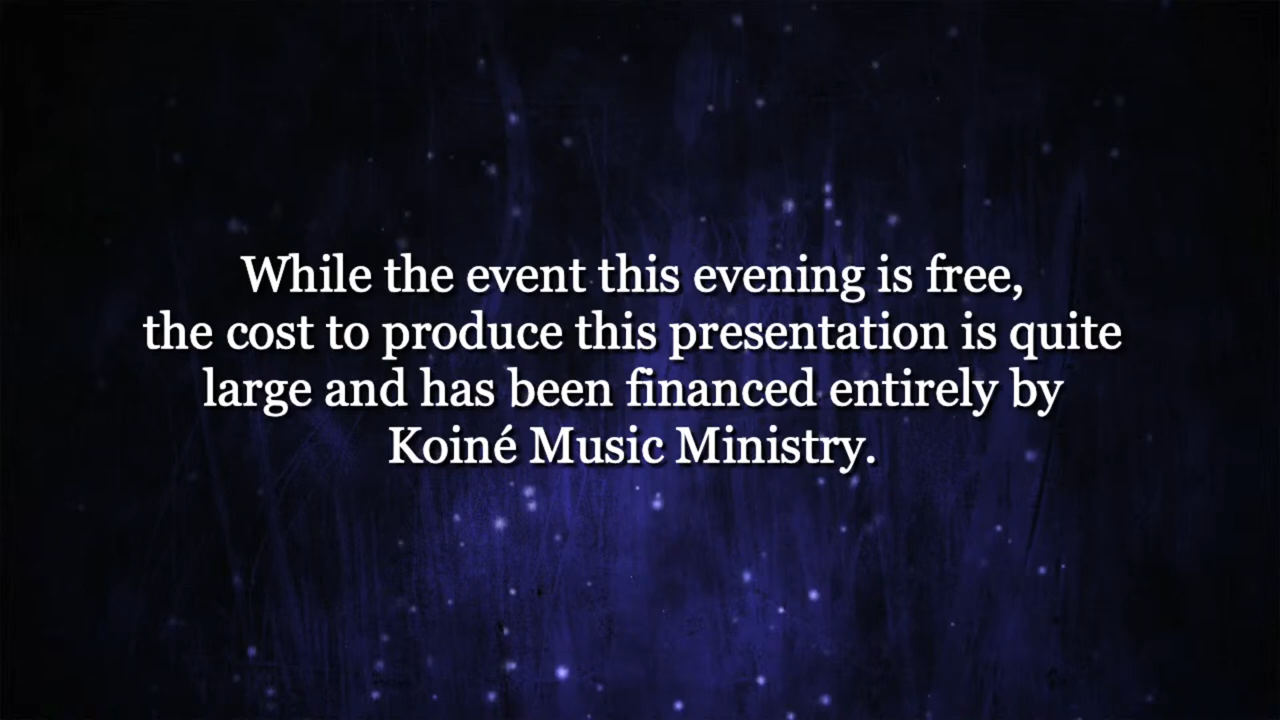 While the event this evening is free,
the cost to produce this presentation is quite
large and has been financed entirely by
Koiné Music Ministry.